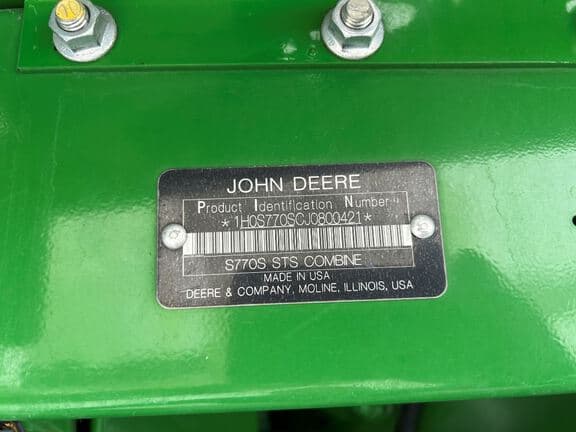 JOHN DEERE
Product Identification Number
*1H0S770SCJ0800421*
S770S STS COMBINE
MADE IN USA
DEERE & COMPANY, MOLINE, ILLINOIS, USA